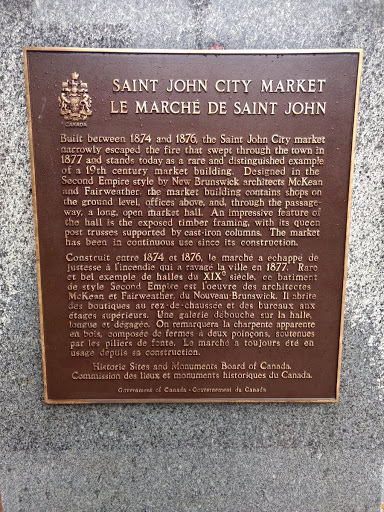 CANADA
SAINT JOHN CITY MARKET
LE MARCHÉ DE SAINT JOHN
Built between 1874 and 1876, the Saint John City market
narrowly escaped the fire that swept through the town in
1877 and stands today as a rare and distinguished example
of a 19th century market building. Designed in the
Second Empire style by New Brunswick architects McKean
and Fairweather, the market building contains shops on
the ground level, offices above, and, through the passage-
way, a long, open market hall. An impressive feature of
the hall is the exposed timber framing, with its queen
post trusses supported by cast-iron columns. The market
has been in continuous use since its construction.
Construit entre 1874 et 1876, le marché a échappé de
justesse à l'incendie qui a ravagé la ville en 1877. Rare
et bel exemple de halles du XIXe siècle, ce bâtiment
de style Second Empire est l'oeuvre des architectes
McKean et Fairweather, du Nouveau-Brunswick. Il abrite
des boutiques au rez-de-chaussée et des bureaux aux
étages supérieurs. Une galerie débouche sur la halle,
longue et dégagée. On remarquera la charpente apparente
en bois, composée de fermes à deux poinçons, soutenues
par les piliers de fonte. Le marché a toujours été en
usage depuis sa construction.
Historic Sites and Monuments Board of Canada.
Commission des lieux et monuments historiques du Canada.
Government of Canada - Gouvernement du Canada